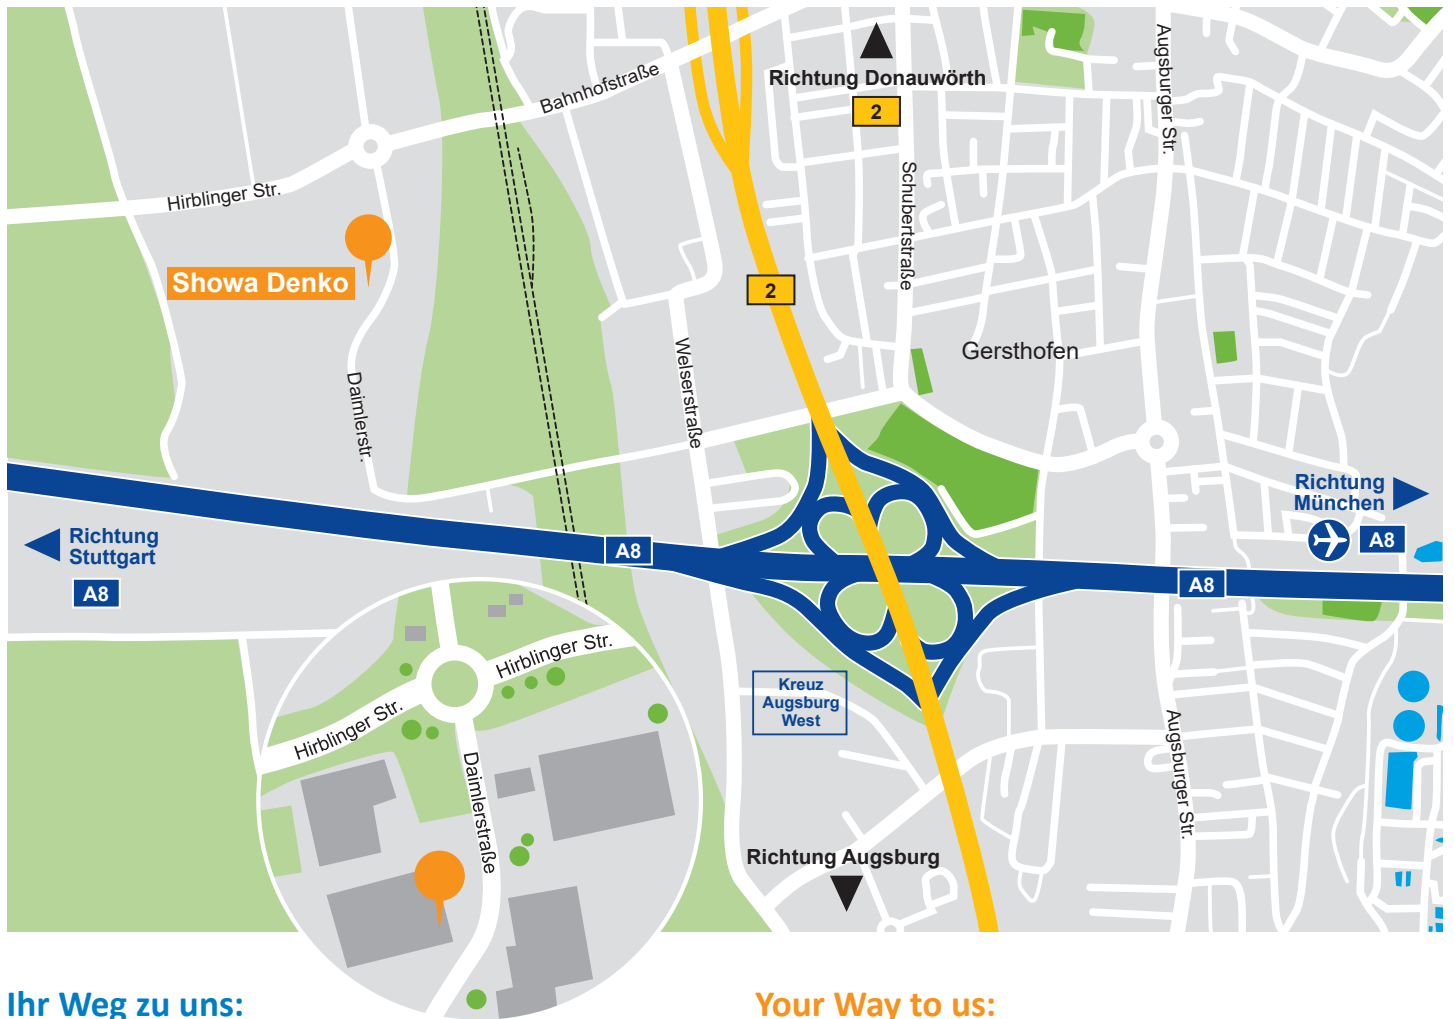 Richtung Donauwörth
2
Augsburger Str.
Bahnhofstraße
Hirblinger Str.
Schubertstraße
Showa Denko
2
Gersthofen
Welserstraße
Daimlerstr.
Richtung
München
A8
Richtung
Stuttgart
A8
A8
A8
Hirblinger Str.
Hirblinger Str.
Kreuz
Augsburg
West
Augsburger Str.
Daimlerstraße
Richtung Augsburg
Ihr Weg zu uns:
Your Way to us: